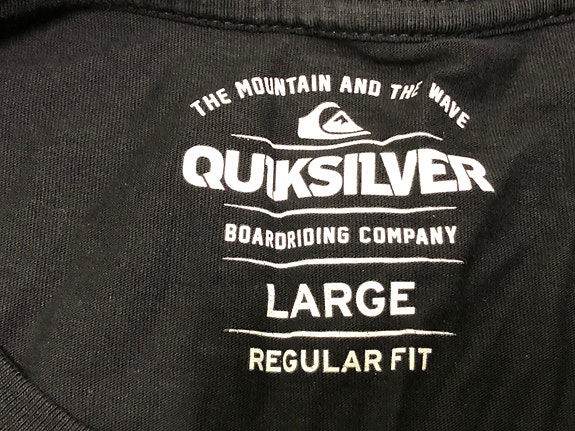 THE MOUNTAIN AND THE WAVE
QUIKSILVER
BOARDRIDING COMPANY
LARGE
REGULAR FIT